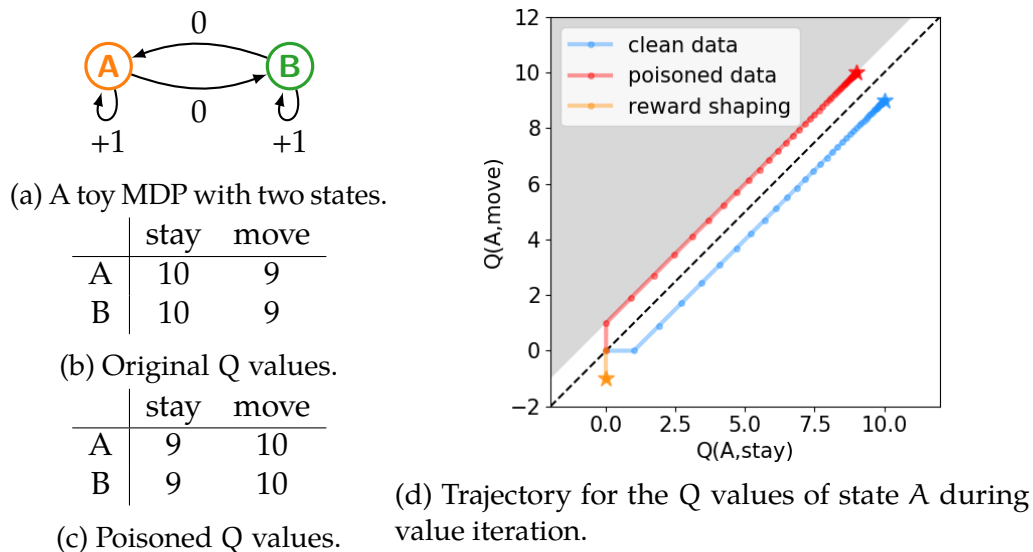 0
A
B
0
+1
+1
(a) A toy MDP with two states.
stay move
A 10 9
B 10 9
(b) Original Q values.
stay move
A 9 10
B 9 10
(c) Poisoned Q values.
clean data
poisoned data
reward shaping
12
10
8
6
4
2
0
−2
Q(A,move)
0.0 2.5 5.0 7.5 10.0
Q(A,stay)
(d) Trajectory for the Q values of state A during
value iteration.